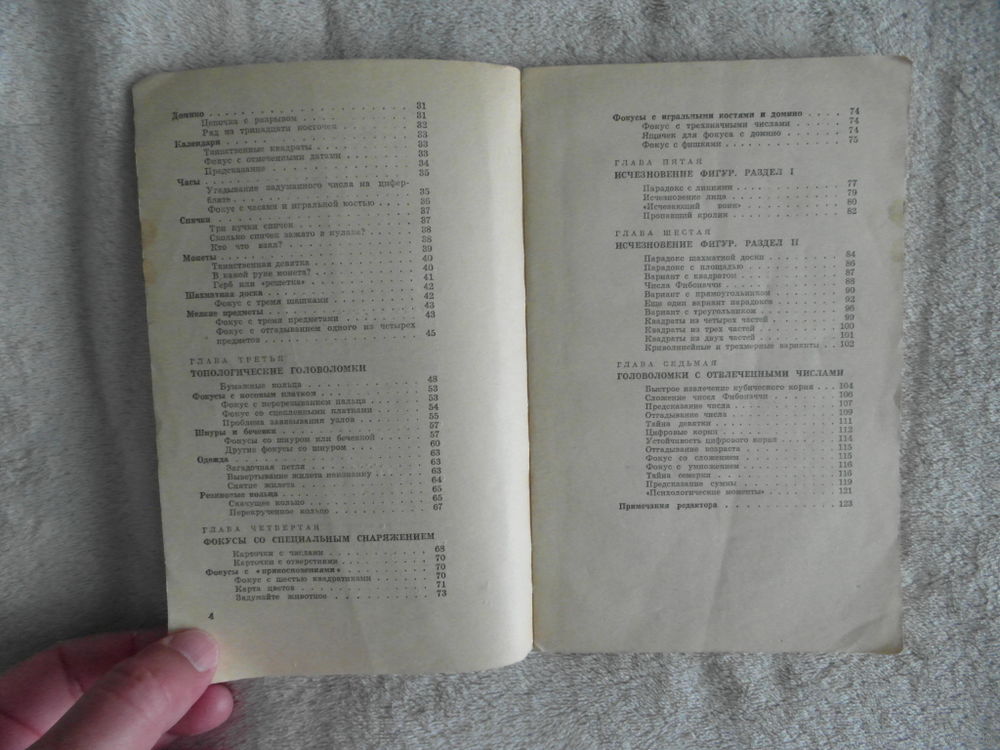 Домино . . . 31
Цепочка с разрывом . . . 31
Ряд из тринадцати косточек . . . 32
Календари . . . 33
Таинственные квадраты . . . 33
Фокус с отмеченными датами . . . 33
Предсказание . . . 34
Часы . . . 35
Угадывание задуманного числа на цифер-
блате . . . 35
Фокус с часами и игральной костью . . . 36
Спички . . . 37
Три кучки спичек . . . 37
Сколько спичек зажато в кулаке? . . . 38
Кто что взял? . . . 38
Монеты . . . 39
Таинственная девятка . . . 40
В какой руке монета? . . . 40
Герб или «решетка» . . . 41
Шахматная доска . . . 42
Фокус с тремя шашками . . . 42
Мелкие предметы . . . 43
Фокус с тремя предметами . . . 43
Фокус с отгадыванием одного из четырех
предметов . . . 45
ГЛАВА ТРЕТЬЯ
ТОПОЛОГИЧЕСКИЕ ГОЛОВОЛОМКИ
Бумажные кольца . . . 48
Фокусы с носовым платком . . . 53
Фокус с перерезыванием пальца . . . 53
Фокус со сцепленными платками . . . 54
Проблема завязывания узлов . . . 55
Шнуры и бечевки . . . 57
Фокусы со шнуром или бечевкой . . . 57
Другие фокусы со шнуром . . . 60
Одежда . . . 63
Загадочная петля . . . 63
Вывертывание жилета наизнанку . . . 63
Снятие жилета . . . 64
Резиновые кольца . . . 65
Скачущее кольцо . . . 65
Перекрученное кольцо . . . 67
ГЛАВА ЧЕТВЕРТАЯ
ФОКУСЫ СО СПЕЦИАЛЬНЫМ СНАРЯЖЕНИЕМ
Карточки с числами . . . 68
Карточки с отверстиями . . . 70
Фокусы с «прикосновениями» . . . 70
Фокус с шестью квадратиками . . . 70
Карта цветов . . . 71
Задумайте животное . . . 73
4
Фокусы с игральными костями и домино . . . 74
Фокус с трехзначными числами . . . 74
Ящичек для фокуса с домино . . . 74
Фокус с фишками . . . 75
ГЛАВА ПЯТАЯ
ИСЧЕЗНОВЕНИЕ ФИГУР. РАЗДЕЛ I
Парадокс с линиями . . . 77
Исчезновение лица . . . 79
«Исчезающий воин» . . . 80
Пропавший кролик . . . 82
ГЛАВА ШЕСТАЯ
ИСЧЕЗНОВЕНИЕ ФИГУР. РАЗДЕЛ II
Парадокс шахматной доски . . . 84
Парадокс с площадью . . . 86
Вариант с квадратом . . . 87
Числа Фибоначчи . . . 88
Вариант с прямоугольником . . . 90
Еще один вариант парадокса . . . 92
Вариант с треугольником . . . 96
Квадраты из четырех частей . . . 99
Квадраты из трех частей . . . 100
Квадраты из двух частей . . . 101
Криволинейные и трехмерные варианты . . . 102
ГЛАВА СЕДЬМАЯ
ГОЛОВОЛОМКИ С ОТВЛЕЧЕННЫМИ ЧИСЛАМИ
Быстрое извлечение кубического корня . . . 104
Сложение чисел Фибоначчи . . . 106
Предсказание числа . . . 107
Отгадывание числа . . . 109
Тайна девятки . . . 111
Цифровые корни . . . 112
Устойчивость цифрового корня . . . 114
Отгадывание возраста . . . 115
Фокус со сложением . . . 115
Фокус с умножением . . . 116
Тайна семерки . . . 116
Предсказание суммы . . . 119
«Психологические моменты» . . . 121
Примечания редактора . . . 123